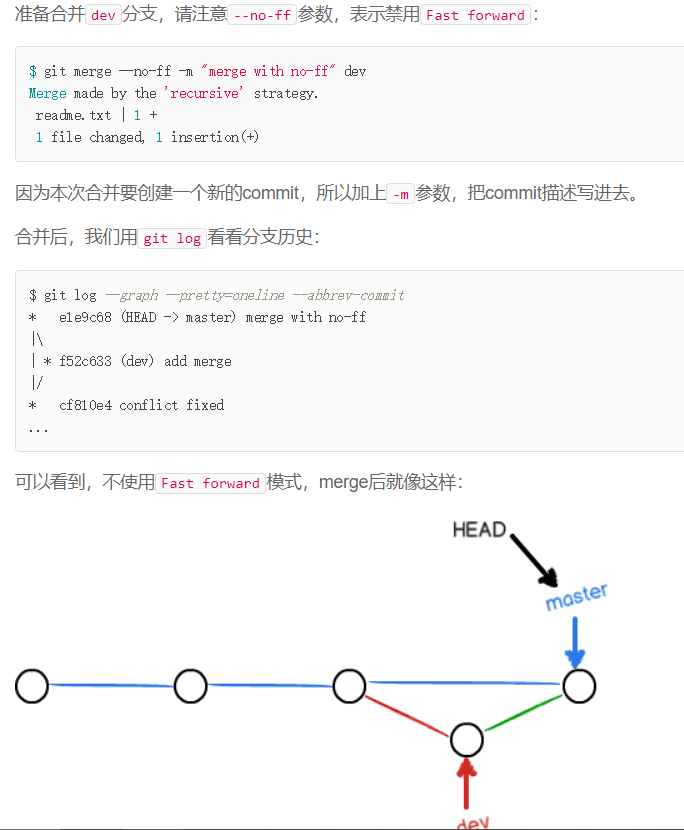 准备合并dev分支，请注意--no-ff参数，表示禁用Fast forward：
$ git merge --no-ff -m "merge with no-ff" dev
Merge made by the 'recursive' strategy.
readme.txt | 1 +
1 file changed, 1 insertion(+)
因为本次合并要创建一个新的commit，所以加上-m参数，把commit描述写进去。
合并后，我们用git log看看分支历史：
$ git log --graph --pretty=oneline --abbrev-commit
*   e1e9c68 (HEAD -> master) merge with no-ff
|\
| * f52c633 (dev) add merge
|/
*   cf810e4 conflict fixed
...
可以看到，不使用Fast forward模式，merge后就像这样：
HEAD
master
dev